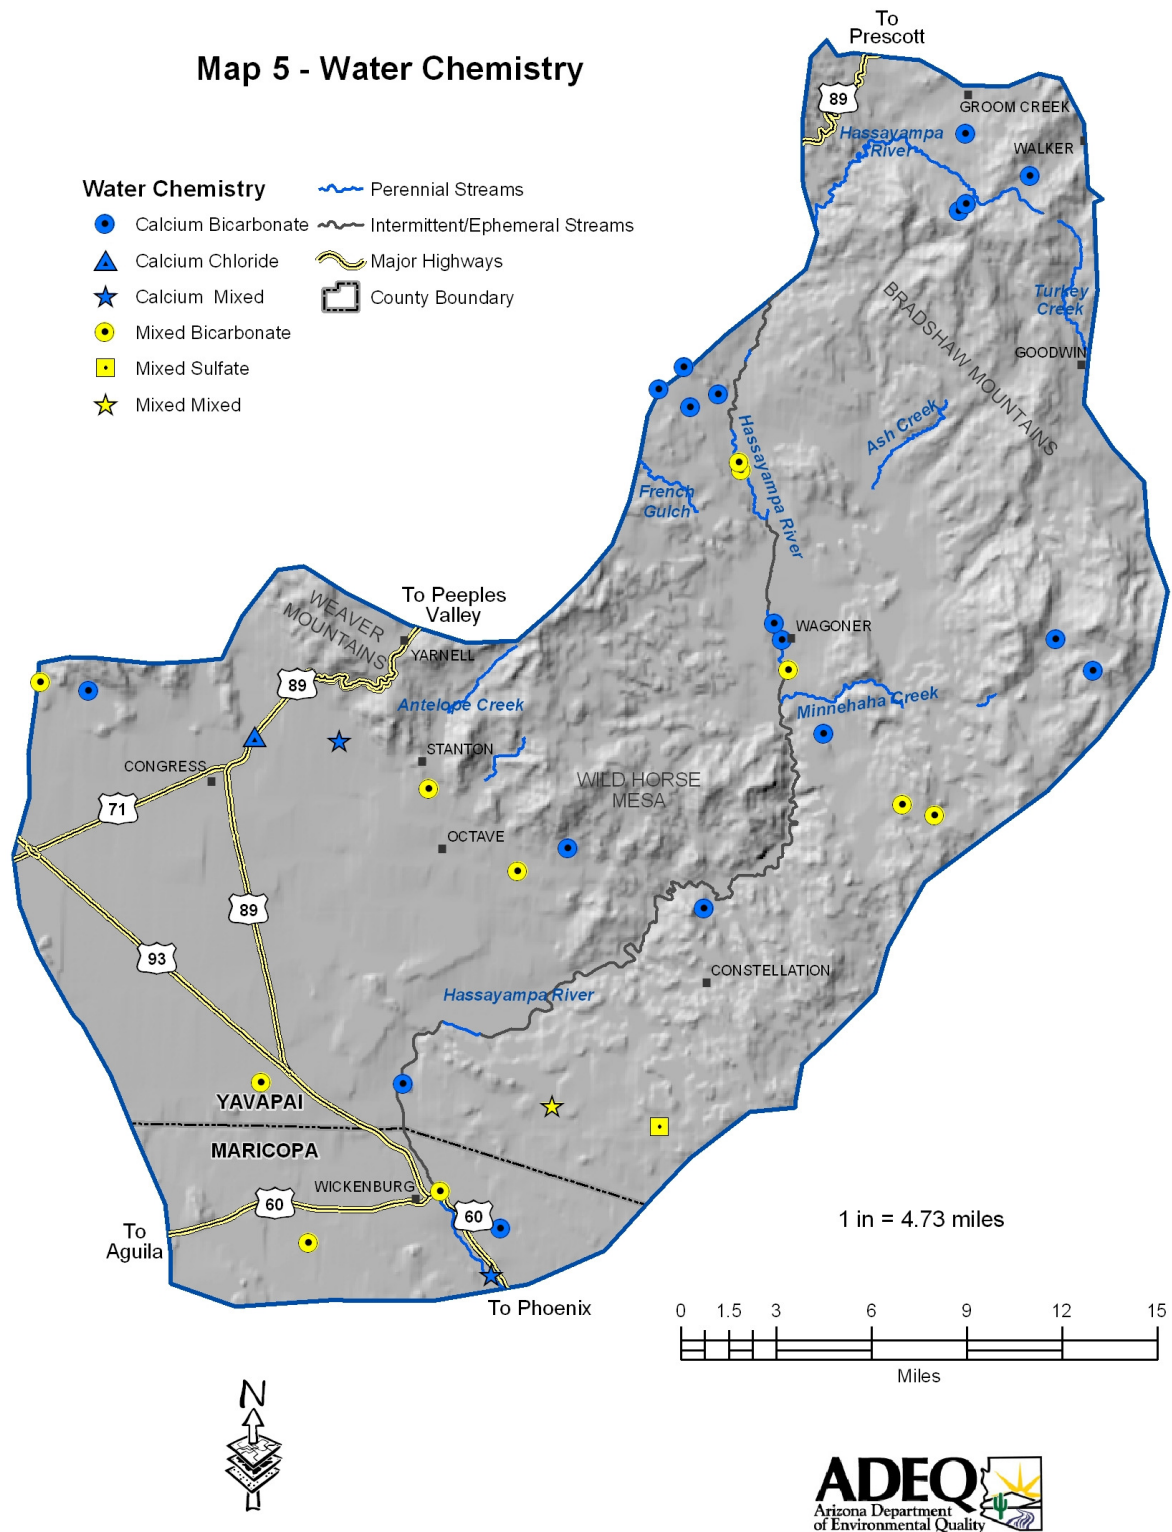 To
Prescott
Map 5 - Water Chemistry
89
GROOM CREEK
Hassayampa
River
WALKER
Water Chemistry
Calcium Bicarbonate
Calcium Chloride
Calcium Mixed
Mixed Bicarbonate
Mixed Sulfate
Mixed Mixed
Perennial Streams
Intermittent/Ephemeral Streams
Major Highways
County Boundary
Turkey
Creek
BRADSHAW MOUNTAINS
GOODWIN
Ash Creek
Hassayampa River
French
Gulch
To Peeples
Valley
WEAVER
MOUNTAINS
YARNELL
WAGONER
89
Antelope Creek
Minnehaha Creek
STANTON
CONGRESS
WILD HORSE
MESA
71
OCTAVE
89
93
CONSTELLATION
Hassayampa River
YAVAPAI
MARICOPA
WICKENBURG
60
60
To
Aguila
1 in = 4.73 miles
To Phoenix
0 1.5 3 6 9 12 15
Miles
N
ADEQ
Arizona Department
of Environmental Quality